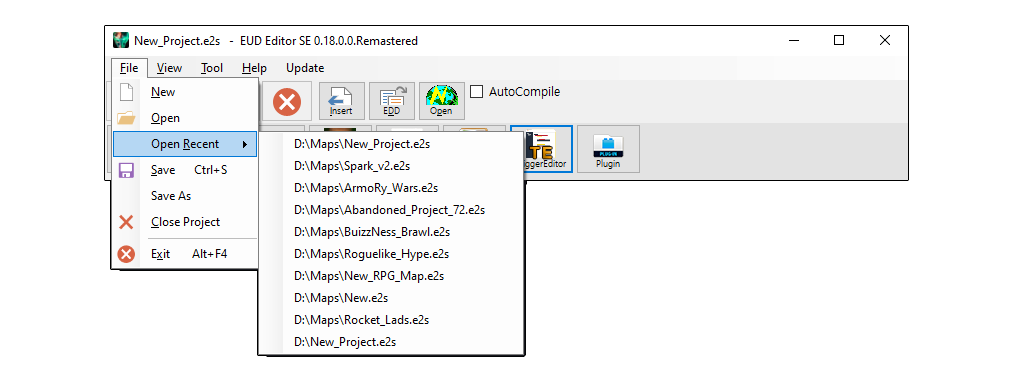 New_Project.e2s - EUD Editor SE 0.18.0.0.Remastered
File View Tool Help Update
New
Open
Open Recent
Save Ctrl+S
Save As
Close Project
Exit Alt+F4
Insert
EDD
Open
AutoCompile
TE
ggerEditor
PLUG-IN
Plugin
D:\Maps\New_Project.e2s
D:\Maps\Spark_v2.e2s
D:\Maps\ArmoRy_Wars.e2s
D:\Maps\Abandoned_Project_72.e2s
D:\Maps\BuizzNess_Brawl.e2s
D:\Maps\Roguelike_Hype.e2s
D:\Maps\New_RPG_Map.e2s
D:\Maps\New.e2s
D:\Maps\Rocket_Lads.e2s
D:\New_Project.e2s